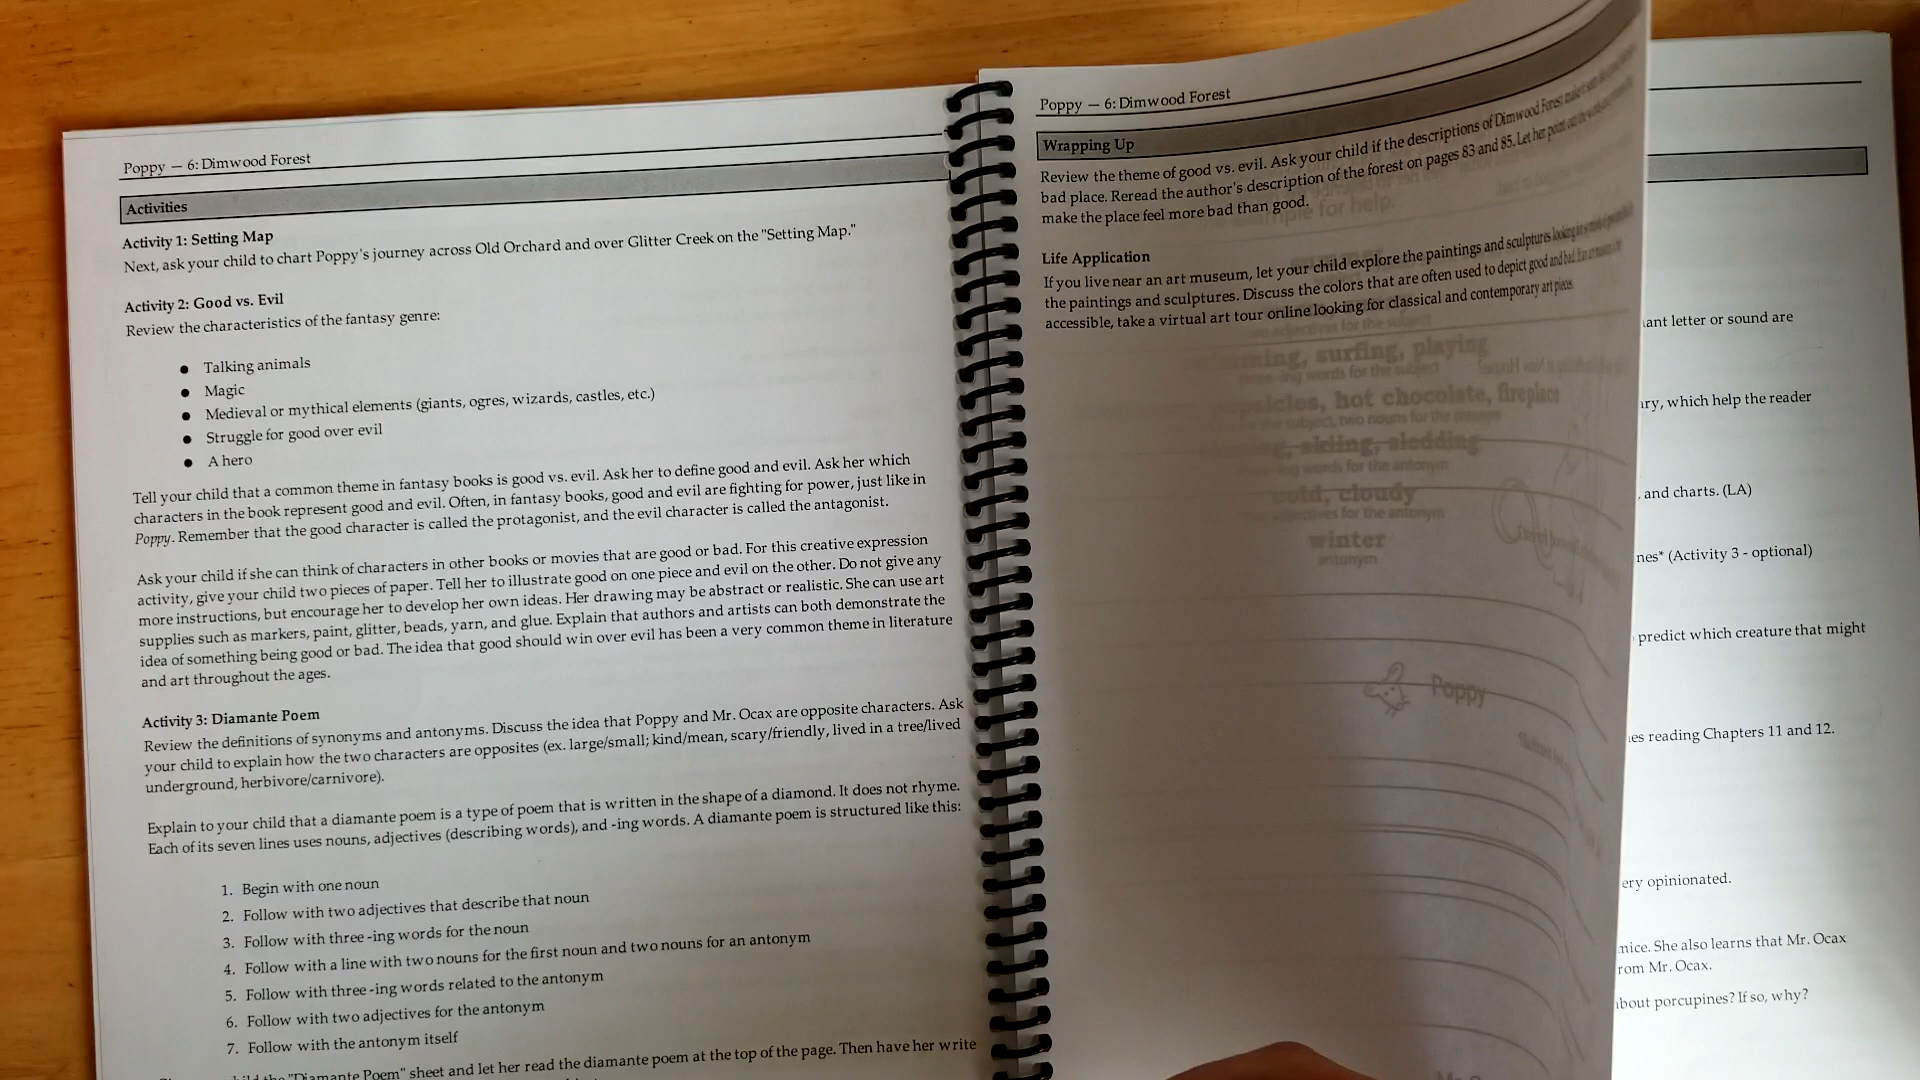 Poppy — 6: Dimwood Forest
Activities
Activity 1: Setting Map
Next, ask your child to chart Poppy's journey across Old Orchard and over Glitter Creek on the "Setting Map."
Activity 2: Good vs. Evil
Review the characteristics of the fantasy genre:
● Talking animals
● Magic
● Medieval or mythical elements (giants, ogres, wizards, castles, etc.)
● Struggle for good over evil
● A hero
Tell your child that a common theme in fantasy books is good vs. evil. Ask her to define good and evil. Ask her which
characters in the book represent good and evil. Often, in fantasy books, good and evil are fighting for power, just like in
Poppy. Remember that the good character is called the protagonist, and the evil character is called the antagonist.
Ask your child if she can think of characters in other books or movies that are good or bad. For this creative expression
activity, give your child two pieces of paper. Tell her to illustrate good on one piece and evil on the other. Do not give any
more instructions, but encourage her to develop her own ideas. Her drawing may be abstract or realistic. She can use art
supplies such as markers, paint, glitter, beads, yarn, and glue. Explain that authors and artists can both demonstrate the
idea of something being good or bad. The idea that good should win over evil has been a very common theme in literature
and art throughout the ages.
Activity 3: Diamante Poem
Review the definitions of synonyms and antonyms. Discuss the idea that Poppy and Mr. Ocax are opposite characters. Ask
your child to explain how the two characters are opposites (ex. large/small; kind/mean, scary/friendly, lived in a tree/lived
underground, herbivore/carnivore).
Explain to your child that a diamante poem is a type of poem that is written in the shape of a diamond. It does not rhyme.
Each of its seven lines uses nouns, adjectives (describing words), and -ing words. A diamante poem is structured like this:
1. Begin with one noun
2. Follow with two adjectives that describe that noun
3. Follow with three -ing words for the noun
4. Follow with a line with two nouns for the first noun and two nouns for an antonym
5. Follow with three -ing words related to the antonym
6. Follow with two adjectives for the antonym
7. Follow with the antonym itself
the "Diamante Poem" sheet and let her read the diamante poem at the top of the page. Then have her write
Poppy — 6: Dimwood Forest
Wrapping Up
Review the theme of good vs. evil. Ask your child if the descriptions of Dimwood Forest make it
bad place. Reread the author's description of the forest on pages 83 and 85. Let her point out the
make the place feel more bad than good.
Life Application
If you live near an art museum, let your child explore the paintings and sculptures looking
the paintings and sculptures. Discuss the colors that are often used to depict good and bad.
accessible, take a virtual art tour online looking for classical and contemporary art pieces.
for help.
surfing, playing
words for the subject
hot chocolate, fireplace
the subject, two nouns for the antonym
skiing, sledding
words for the antonym
cold, cloudy
adjectives for the antonym
winter
antonym
Poppy
letter or sound are
which help the reader
and charts. (LA)
(Activity 3 - optional)
predict which creature that might
reading Chapters 11 and 12.
opinionated.
mice. She also learns that Mr. Ocax
from Mr. Ocax.
about porcupines? If so, why?